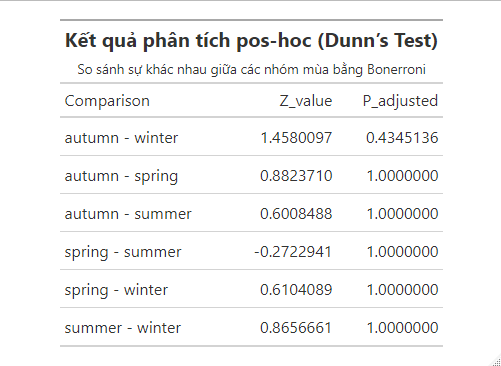 Kết quả phân tích pos-hoc (Dunn’s Test)
So sánh sự khác nhau giữa các nhóm mùa bằng Bonerroni
Comparison Z_value P_adjusted
autumn - winter 1.4580097 0.4345136
autumn - spring 0.8823710 1.0000000
autumn - summer 0.6008488 1.0000000
spring - summer -0.2722941 1.0000000
spring - winter 0.6104089 1.0000000
summer - winter 0.8656661 1.0000000